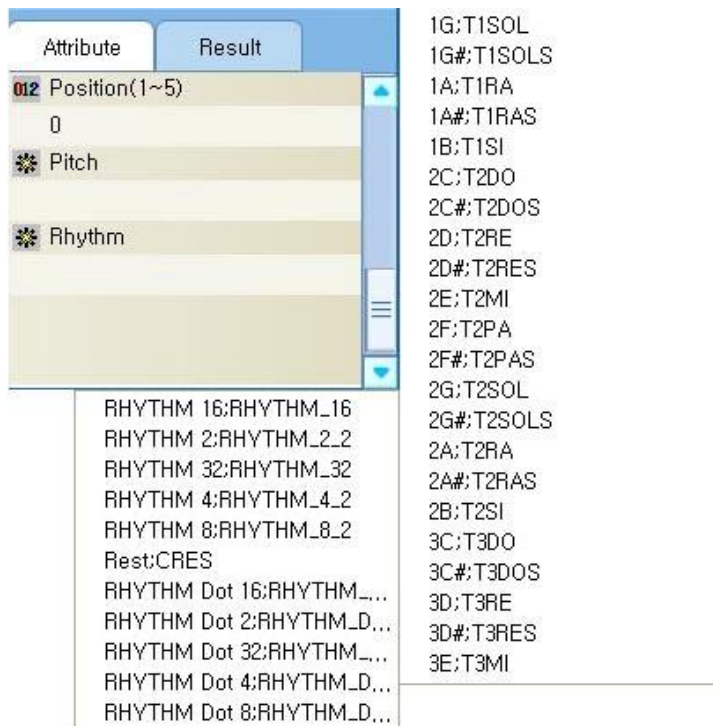 Attribute Result
012 Position(1~5)
0
Pitch
Rhythm
RHYTHM 16;RHYTHM_16
RHYTHM 2;RHYTHM_2_2
RHYTHM 32;RHYTHM_32
RHYTHM 4;RHYTHM_4_2
RHYTHM 8;RHYTHM_8_2
Rest;CRES
RHYTHM Dot 16;RHYTHM_...
RHYTHM Dot 2;RHYTHM_D...
RHYTHM Dot 32;RHYTHM_...
RHYTHM Dot 4;RHYTHM_D...
RHYTHM Dot 8;RHYTHM_D...
1G;T1SOL
1G#;T1SOLS
1A;T1RA
1A#;T1RAS
1B;T1SI
2C;T2DO
2C#;T2DOS
2D;T2RE
2D#;T2RES
2E;T2MI
2F;T2PA
2F#;T2PAS
2G;T2SOL
2G#;T2SOLS
2A;T2RA
2A#;T2RAS
2B;T2SI
3C;T3DO
3C#;T3DOS
3D;T3RE
3D#;T3RES
3E;T3MI